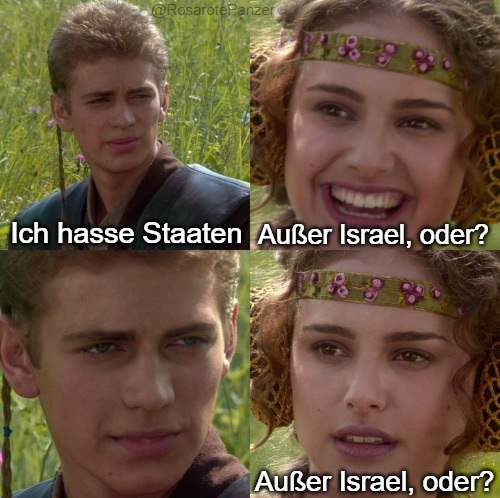 @RosarotePanzer
Ich hasse Staaten
Außer Israel, oder?
Außer Israel, oder?